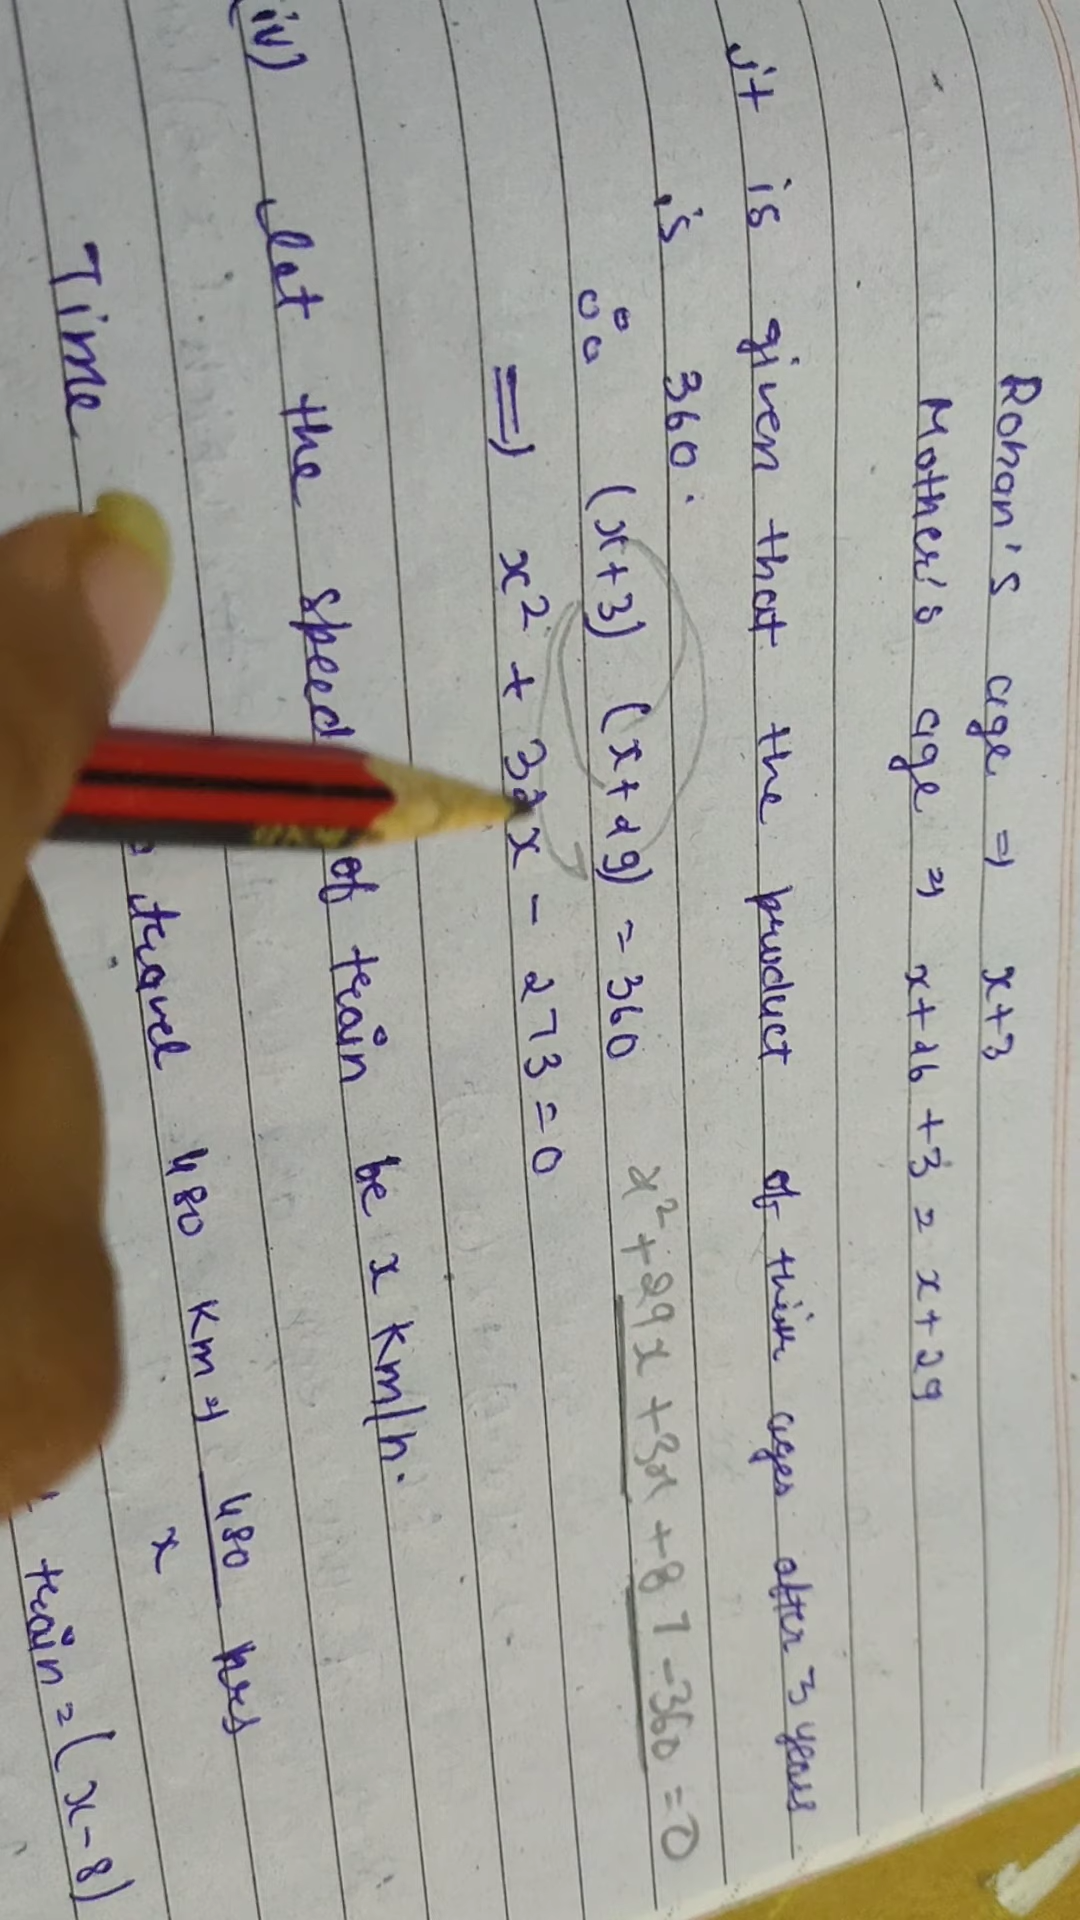 Rohan's age => x+3
Mother's age => x+26+3 = x+29
it is given that the product of their ages after 3 years
is 360.
∴ (x+3) (x+29) = 360 x² + 29x + 3x + 87 - 360 = 0
=> x² + 32x - 273 = 0
(iv) Let the speed of train be x km/h.
Time travel 480 km => 480/x hrs
train = (x-8)